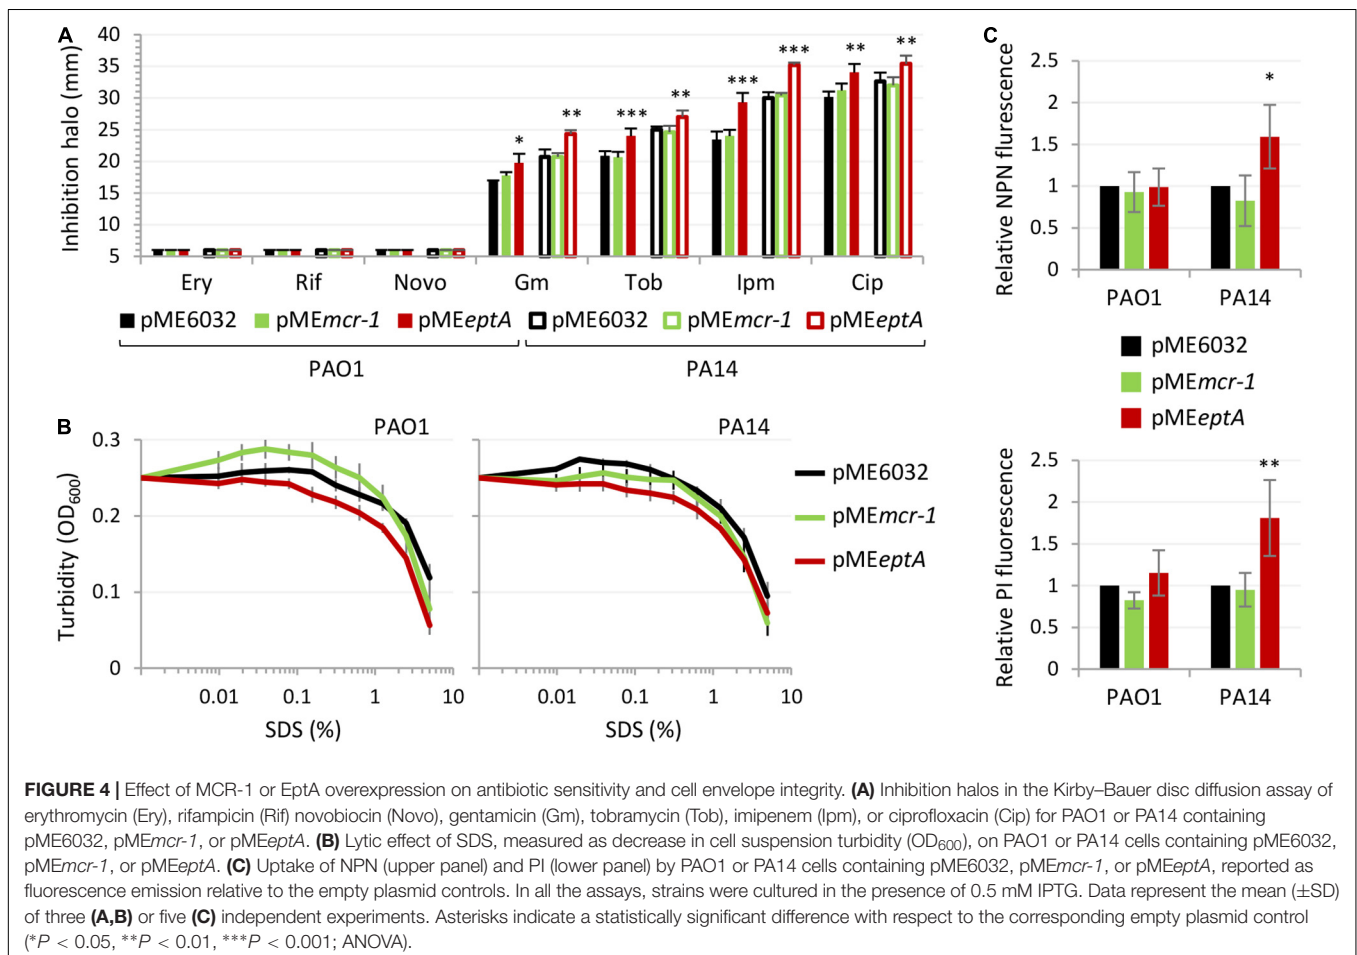 A
Inhibition halo (mm)
40
35
30
25
20
15
10
5
*
**
***
**
***
***
**
**
Ery Rif Novo Gm Tob Ipm Cip
pME6032 pMEmcr-1 pMEeptA pME6032 pMEmcr-1 pMEeptA
PAO1 PA14
B
Turbidity (OD600)
0.3
0.2
0.1
0
PAO1
0.01 0.1 1 10
SDS (%)
PA14
0.01 0.1 1 10
SDS (%)
pME6032
pMEmcr-1
pMEeptA
C
Relative NPN flurescence
2.5
2
1.5
1
0.5
0
*
PAO1 PA14
pME6032
pMEmcr-1
pMEeptA
Relative PI fluorescence
2.5
2
1.5
1
0.5
0
**
PAO1 PA14
FIGURE 4 | Effect of MCR-1 or EptA overexpression on antibiotic sensitivity and cell envelope integrity. (A) Inhibition halos in the Kirby–Bauer disc diffusion assay of
erythromycin (Ery), rifampicin (Rif) novobiocin (Novo), gentamicin (Gm), tobramycin (Tob), imipenem (Ipm), or ciprofloxacin (Cip) for PAO1 or PA14 containing
pME6032, pMEmcr-1, or pMEeptA. (B) Lytic effect of SDS, measured as decrease in cell suspension turbidity (OD600), on PAO1 or PA14 cells containing pME6032,
pMEmcr-1, or pMEeptA. (C) Uptake of NPN (upper panel) and PI (lower panel) by PAO1 or PA14 cells containing pME6032, pMEmcr-1, or pMEeptA, reported as
fluorescence emission relative to the empty plasmid controls. In all the assays, strains were cultured in the presence of 0.5 mM IPTG. Data represent the mean (±SD)
of three (A,B) or five (C) independent experiments. Asterisks indicate a statistically significant difference with respect to the corresponding empty plasmid control
(*P < 0.05, **P < 0.01, ***P < 0.001; ANOVA).